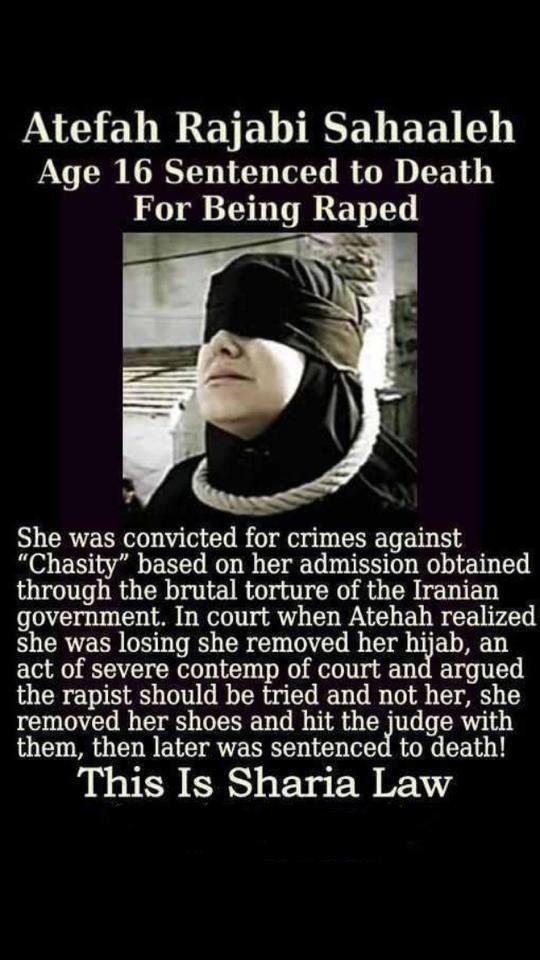 Atefah Rajabi Sahaaleh
Age 16 Sentenced to Death
For Being Raped
She was convicted for crimes against
“Chasity” based on her admission obtained
through the brutal torture of the Iranian
government. In court when Atehah realized
she was losing she removed her hijab, an
act of severe contemp of court and argued
the rapist should be tried and not her, she
removed her shoes and hit the judge with
them, then later was sentenced to death!
This Is Sharia Law